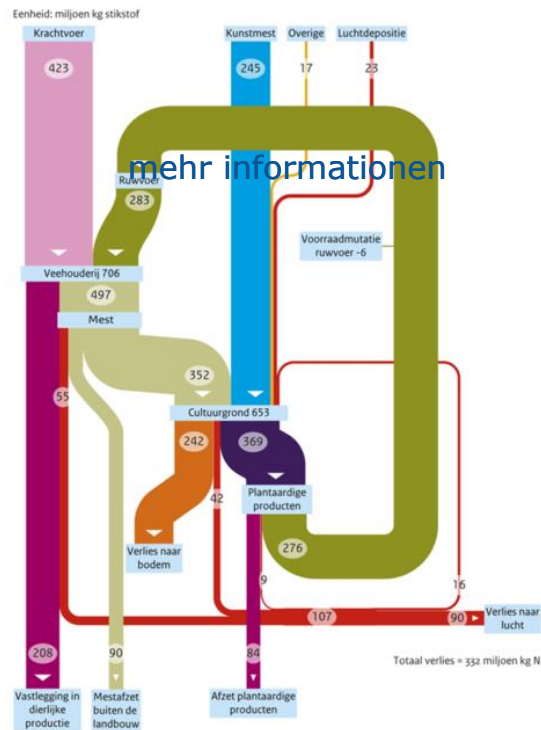 Eenheid: miljoen kg stikstof
Krachtvoer
Kunstmest
Overige
Luchtdepositie
423
245
17
23
mehr informationen
Ruwvoer
283
Voorraadmutatie
ruwvoer -6
Veehouderij 706
497
Mest
352
55
Cultuurgrond 653
242
369
42
Plantaardige
producten
Verlies naar
bodem
276
9
16
107
90
Verlies naar
lucht
208
90
84
Totaal verlies = 332 miljoen kg N
Vastlegging in
dierlijke
productie
Mestafzet
buiten de
landbouw
Afzet plantaardige
producten